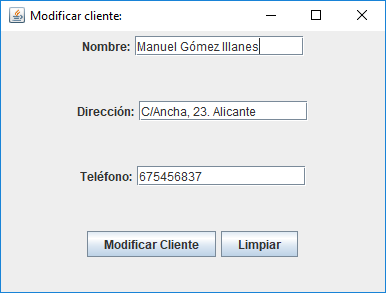 Modificar cliente:
Nombre: Manuel Gómez Illanes
Dirección: C/Ancha, 23. Alicante
Teléfono: 675456837
Modificar Cliente Limpiar